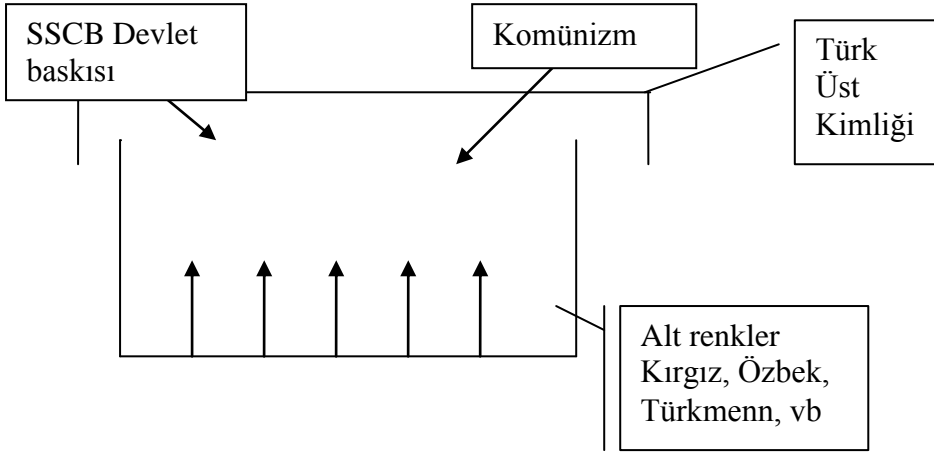 SSCB Devlet
baskısı
Komünizm
Türk
Üst
Kimliği
Alt renkler
Kırgız, Özbek,
Türkmenn, vb